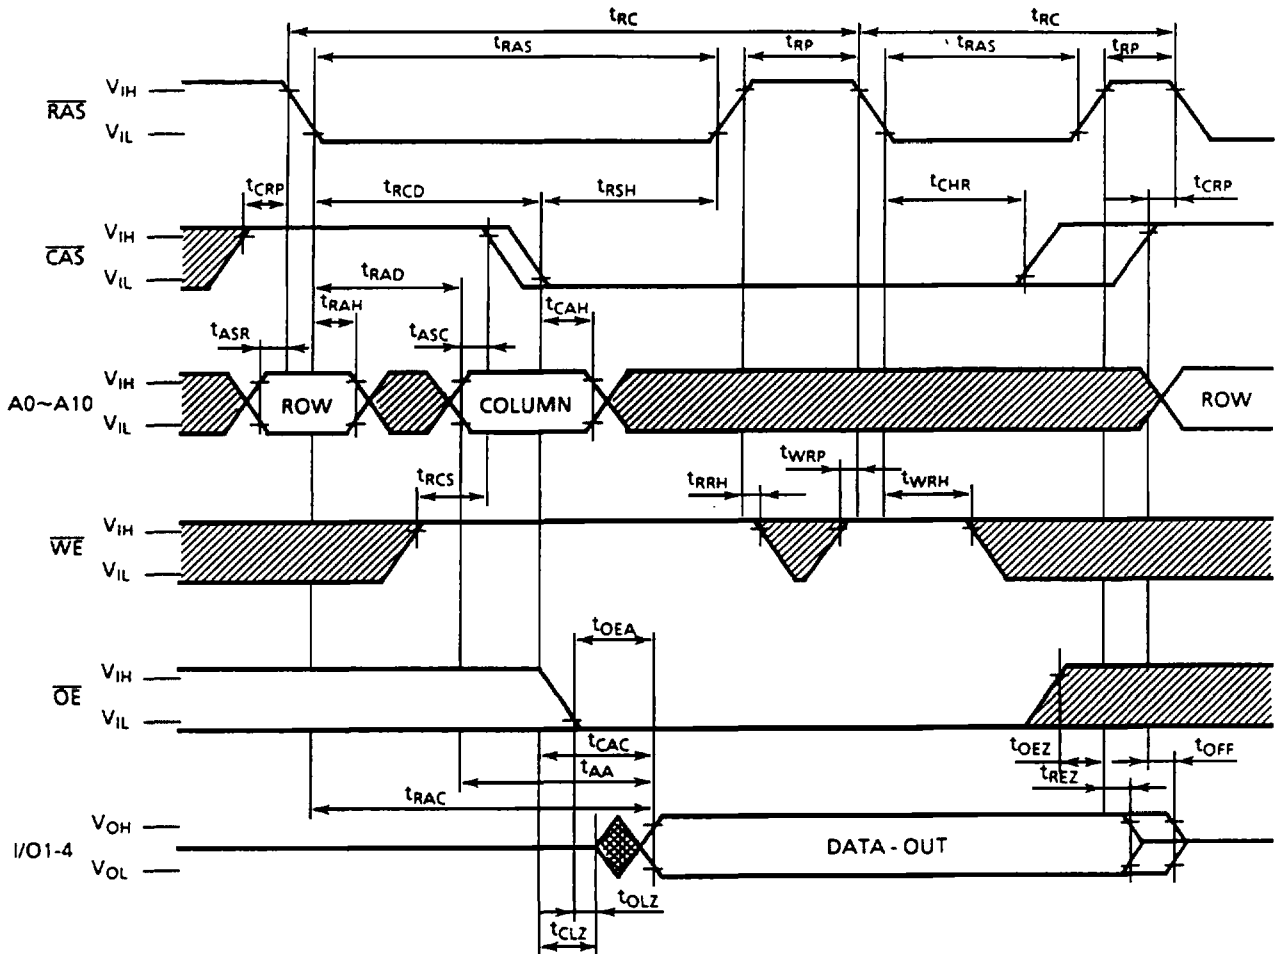 tRC tRC
tRAS tRP tRAS tRP
VIH
RAS
VIL
tCRP tRCD tRSH tCHR tCRP
VIH
CAS
VIL
tRAD
tRAH
tASR tASC tCAH
VIH
A0~A10 ROW COLUMN ROW
VIL
tRCS tRRH tWRP tWRH
VIH
WE
VIL
tOEA
VIH
OE
VIL
tCAC tOEZ tOFF
tAA tREZ
tRAC
VOH
I/O1-4 DATA-OUT
VOL
tOLZ
tCLZ